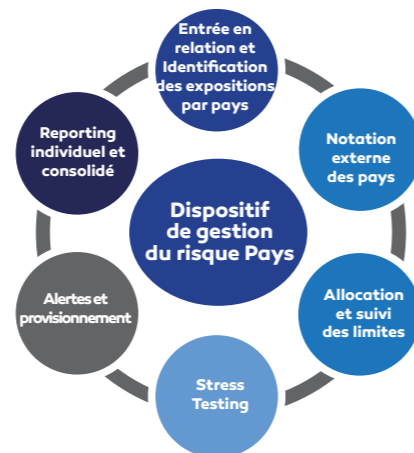 Entrée en
relation et
Identification
des expositions
par pays
Notation
externe
des pays
Allocation
et suivi
des limites
Stress
Testing
Alertes et
provisionnement
Reporting
individuel et
consolidé
Dispositif
de gestion
du risque Pays